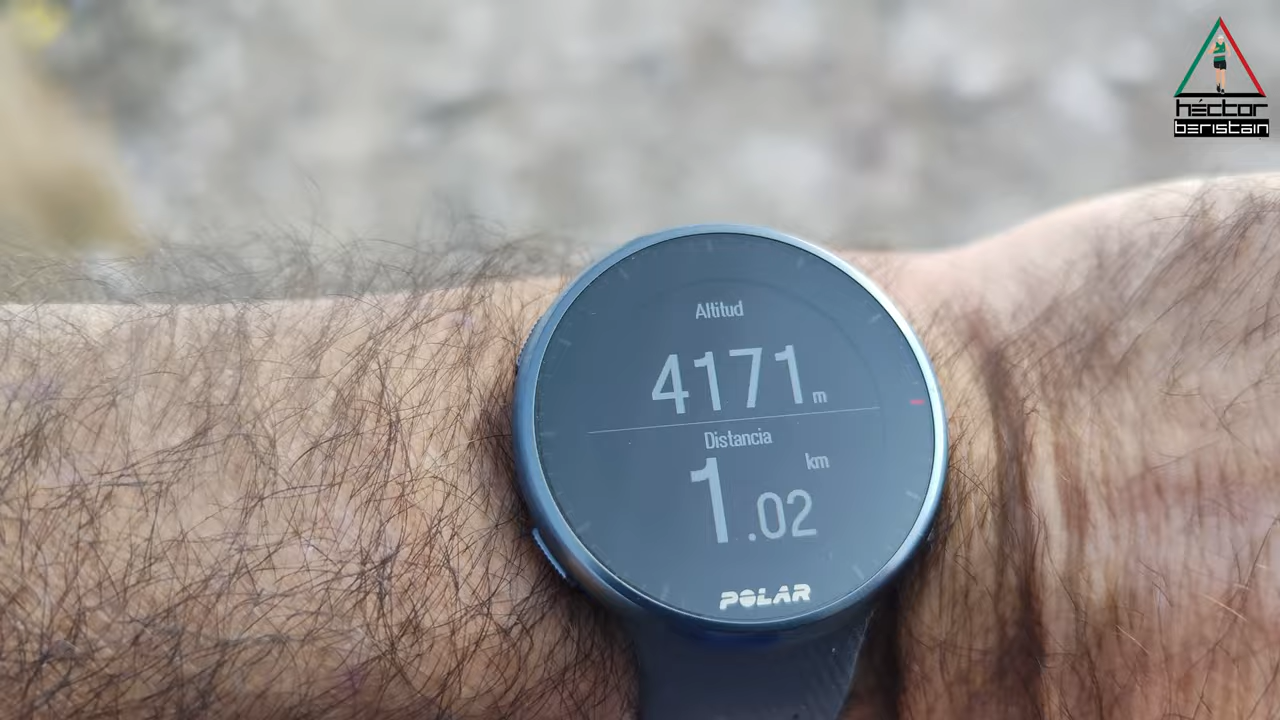 héctor
beristain
Altitud
4171 m
Distancia
km
1.02
POLAR